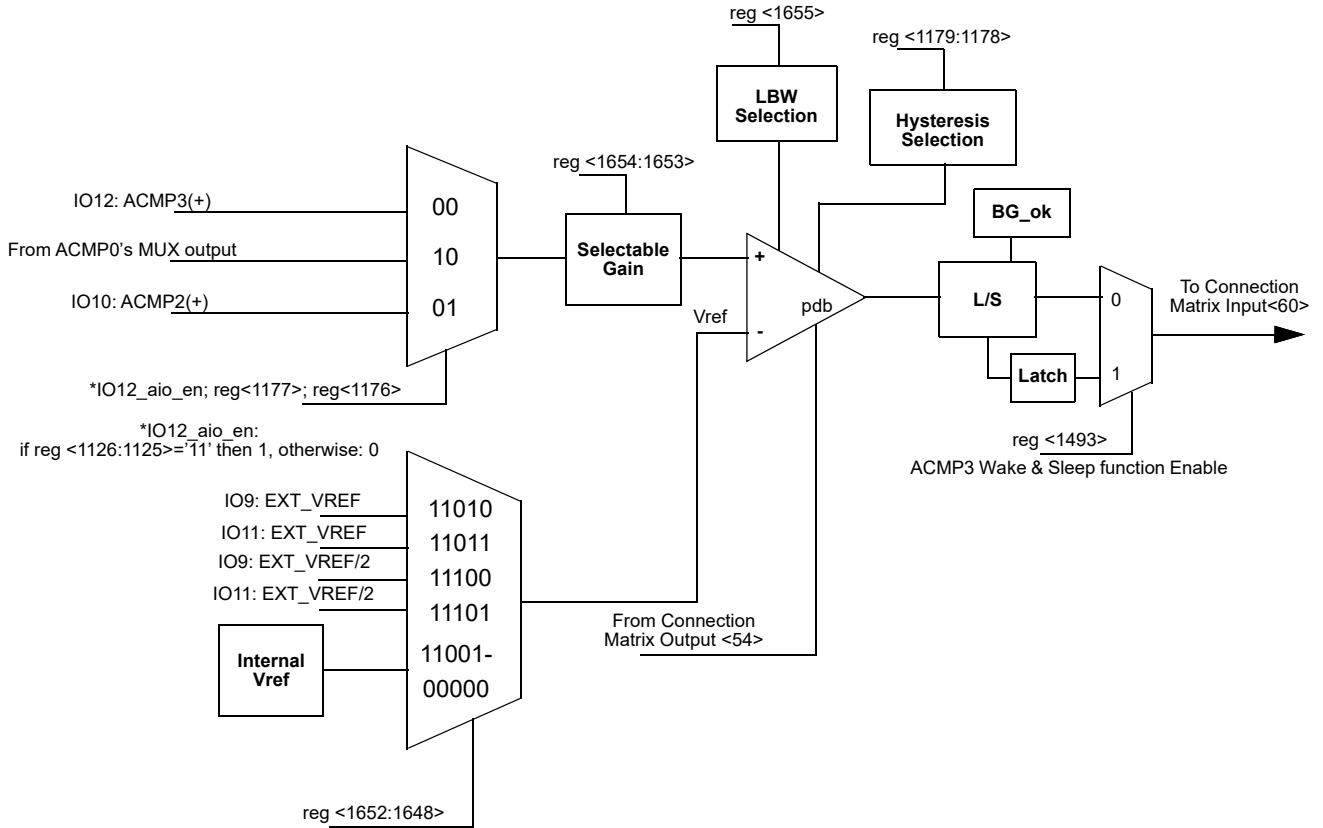 reg <1655>
reg <1179:1178>
LBW
Selection
Hysteresis
Selection
reg <1654:1653>
IO12: ACMP3(+)
From ACMP0's MUX output
IO10: ACMP2(+)
00
10
01
Selectable
Gain
+
-
pdb
Vref
BG_ok
L/S
Latch
0
1
To Connection
Matrix Input<60>
*IO12_aio_en; reg<1177>; reg<1176>
*IO12_aio_en:
if reg <1126:1125>='11' then 1, otherwise: 0
reg <1493>
ACMP3 Wake & Sleep function Enable
IO9: EXT_VREF
IO11: EXT_VREF
IO9: EXT_VREF/2
IO11: EXT_VREF/2
11010
11011
11100
11101
11001-
00000
Internal
Vref
From Connection
Matrix Output <54>
reg <1652:1648>